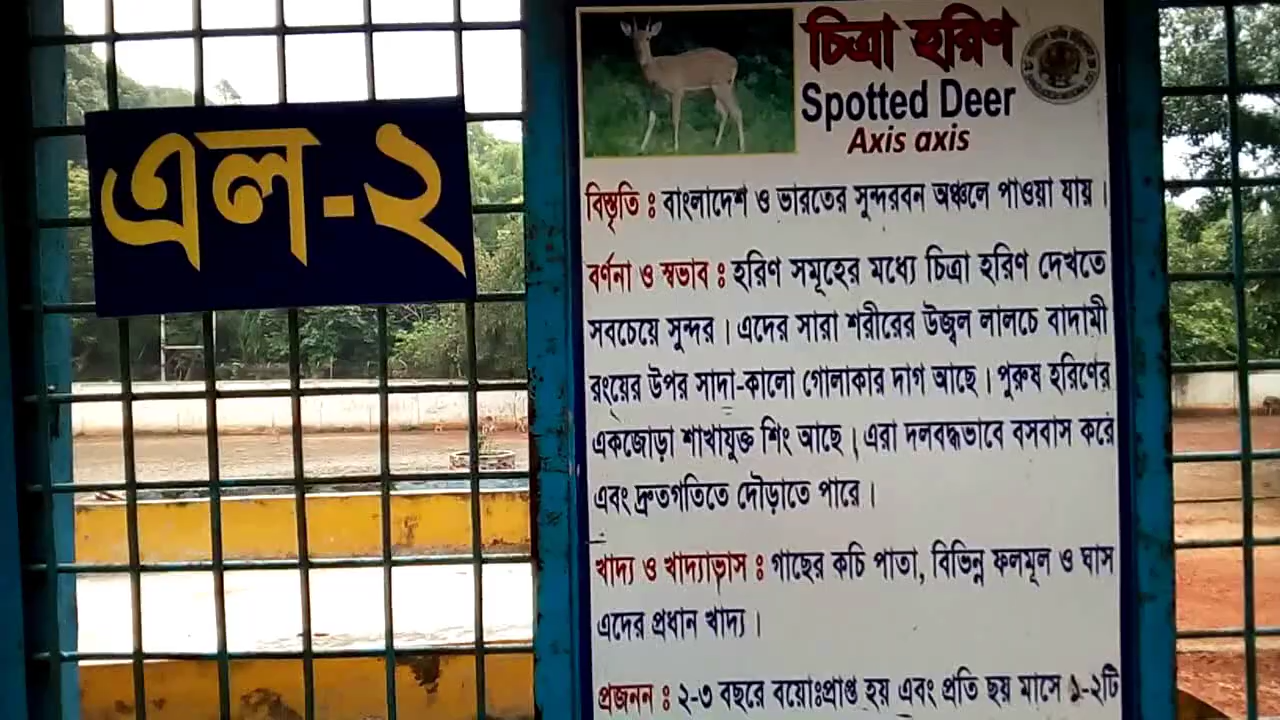 এল-২
চিত্রা হরিণ
Spotted Deer
Axis axis
বিস্তৃতি : বাংলাদেশ ও ভারতের সুন্দরবন অঞ্চলে পাওয়া যায় ।
বর্ণনা ও স্বভাব : হরিণ সমূহের মধ্যে চিত্রা হরিণ দেখতে
সবচেয়ে সুন্দর । এদের সারা শরীরের উজ্বল লালচে বাদামী
রংয়ের উপর সাদা-কালো গোলাকার দাগ আছে । পুরুষ হরিণের
একজোড়া শাখাযুক্ত শিং আছে । এরা দলবদ্ধভাবে বসবাস করে
এবং দ্রুতগতিতে দৌড়াতে পারে ।
খাদ্য ও খাদ্যাভাস : গাছের কচি পাতা, বিভিন্ন ফলমূল ও ঘাস
এদের প্রধান খাদ্য ।
প্রজনন : ২-৩ বছরে বয়োঃপ্রাপ্ত হয় এবং প্রতি ছয় মাসে ১-২টি